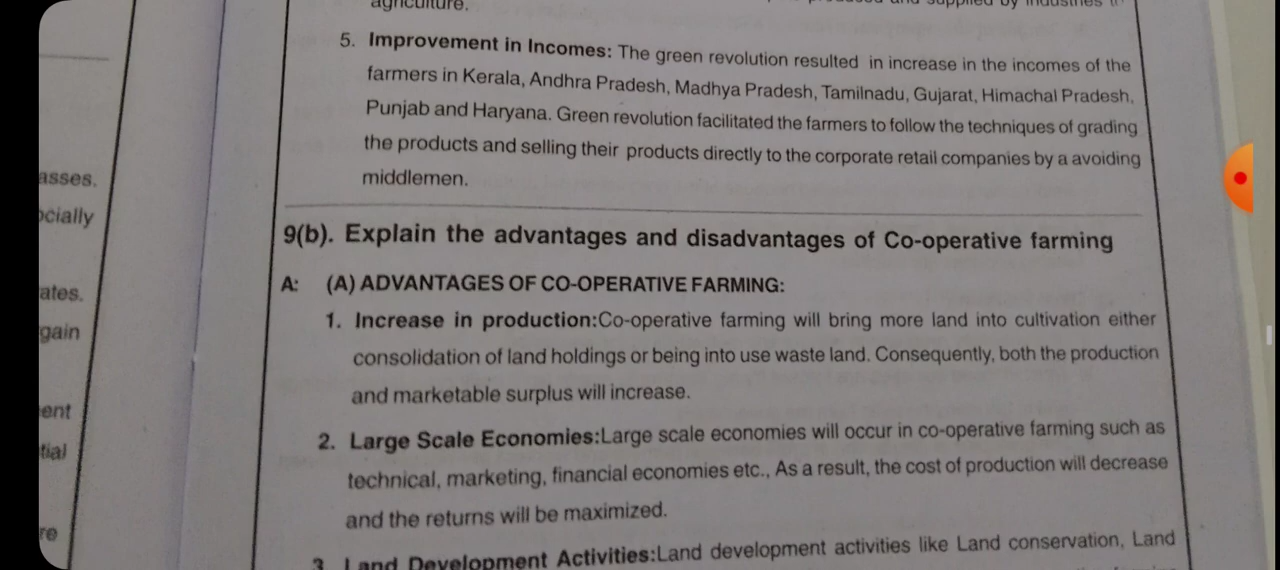 agriculture.
5. Improvement in Incomes: The green revolution resulted in increase in the incomes of the
farmers in Kerala, Andhra Pradesh, Madhya Pradesh, Tamilnadu, Gujarat, Himachal Pradesh,
Punjab and Haryana. Green revolution facilitated the farmers to follow the techniques of grading
the products and selling their products directly to the corporate retail companies by a avoiding
middlemen.
9(b). Explain the advantages and disadvantages of Co-operative farming
A: (A) ADVANTAGES OF CO-OPERATIVE FARMING:
1. Increase in production:Co-operative farming will bring more land into cultivation either
consolidation of land holdings or being into use waste land. Consequently, both the production
and marketable surplus will increase.
2. Large Scale Economies:Large scale economies will occur in co-operative farming such as
technical, marketing, financial economies etc., As a result, the cost of production will decrease
and the returns will be maximized.
3. Land Development Activities:Land development activities like Land conservation, Land